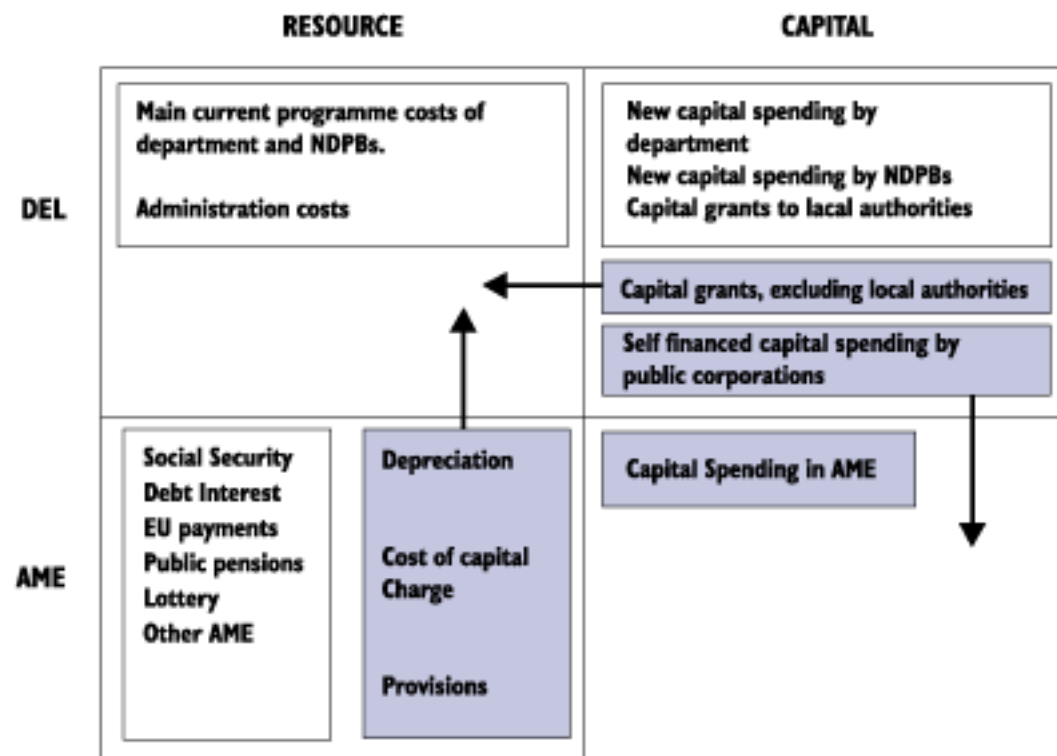 RESOURCE
CAPITAL
DEL
Main current programme costs of
department and NDPBs.
Administration costs
New capital spending by
department
New capital spending by NDPBs
Capital grants to lacal authorities
Capital grants, excluding local authorities
Self financed capital spending by
public corporations
AME
Social Security
Debt Interest
EU payments
Public pensions
Lottery
Other AME
Depreciation
Cost of capital
Charge
Provisions
Capital Spending in AME